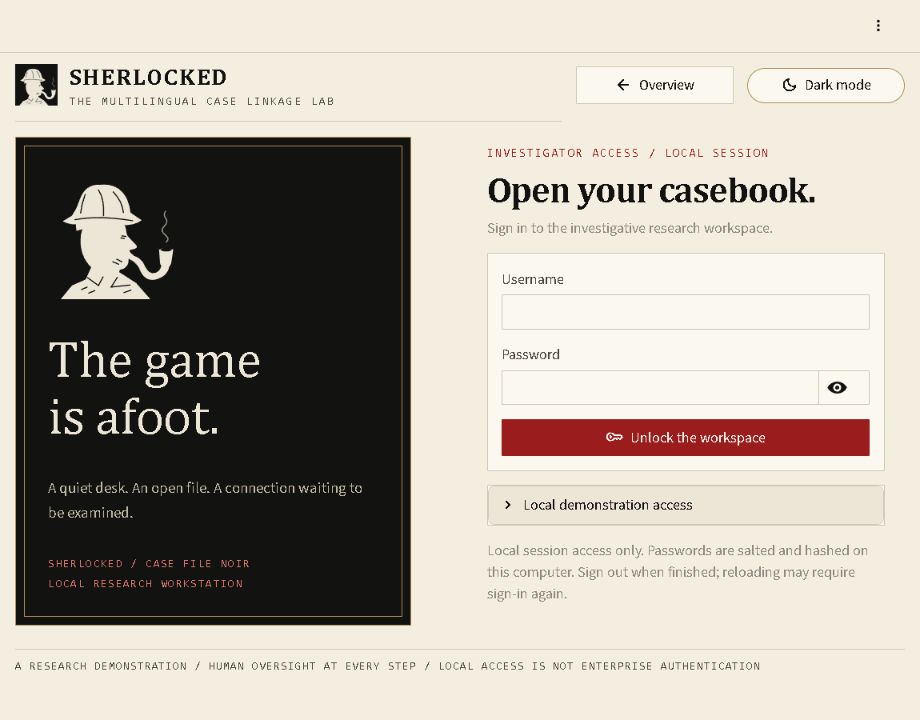 SHERLOCKED
THE MULTILINGUAL CASE LINKAGE LAB
Overview
Dark mode
The game
is afoot.
A quiet desk. An open file. A connection waiting to
be examined.
SHERLOCKED / CASE FILE NOIR
LOCAL RESEARCH WORKSTATION
INVESTIGATOR ACCESS / LOCAL SESSION
Open your casebook.
Sign in to the investigative research workspace.
Username
Password
Unlock the workspace
Local demonstration access
Local session access only. Passwords are salted and hashed on
this computer. Sign out when finished; reloading may require
sign-in again.
A RESEARCH DEMONSTRATION / HUMAN OVERSIGHT AT EVERY STEP / LOCAL ACCESS IS NOT ENTERPRISE AUTHENTICATION